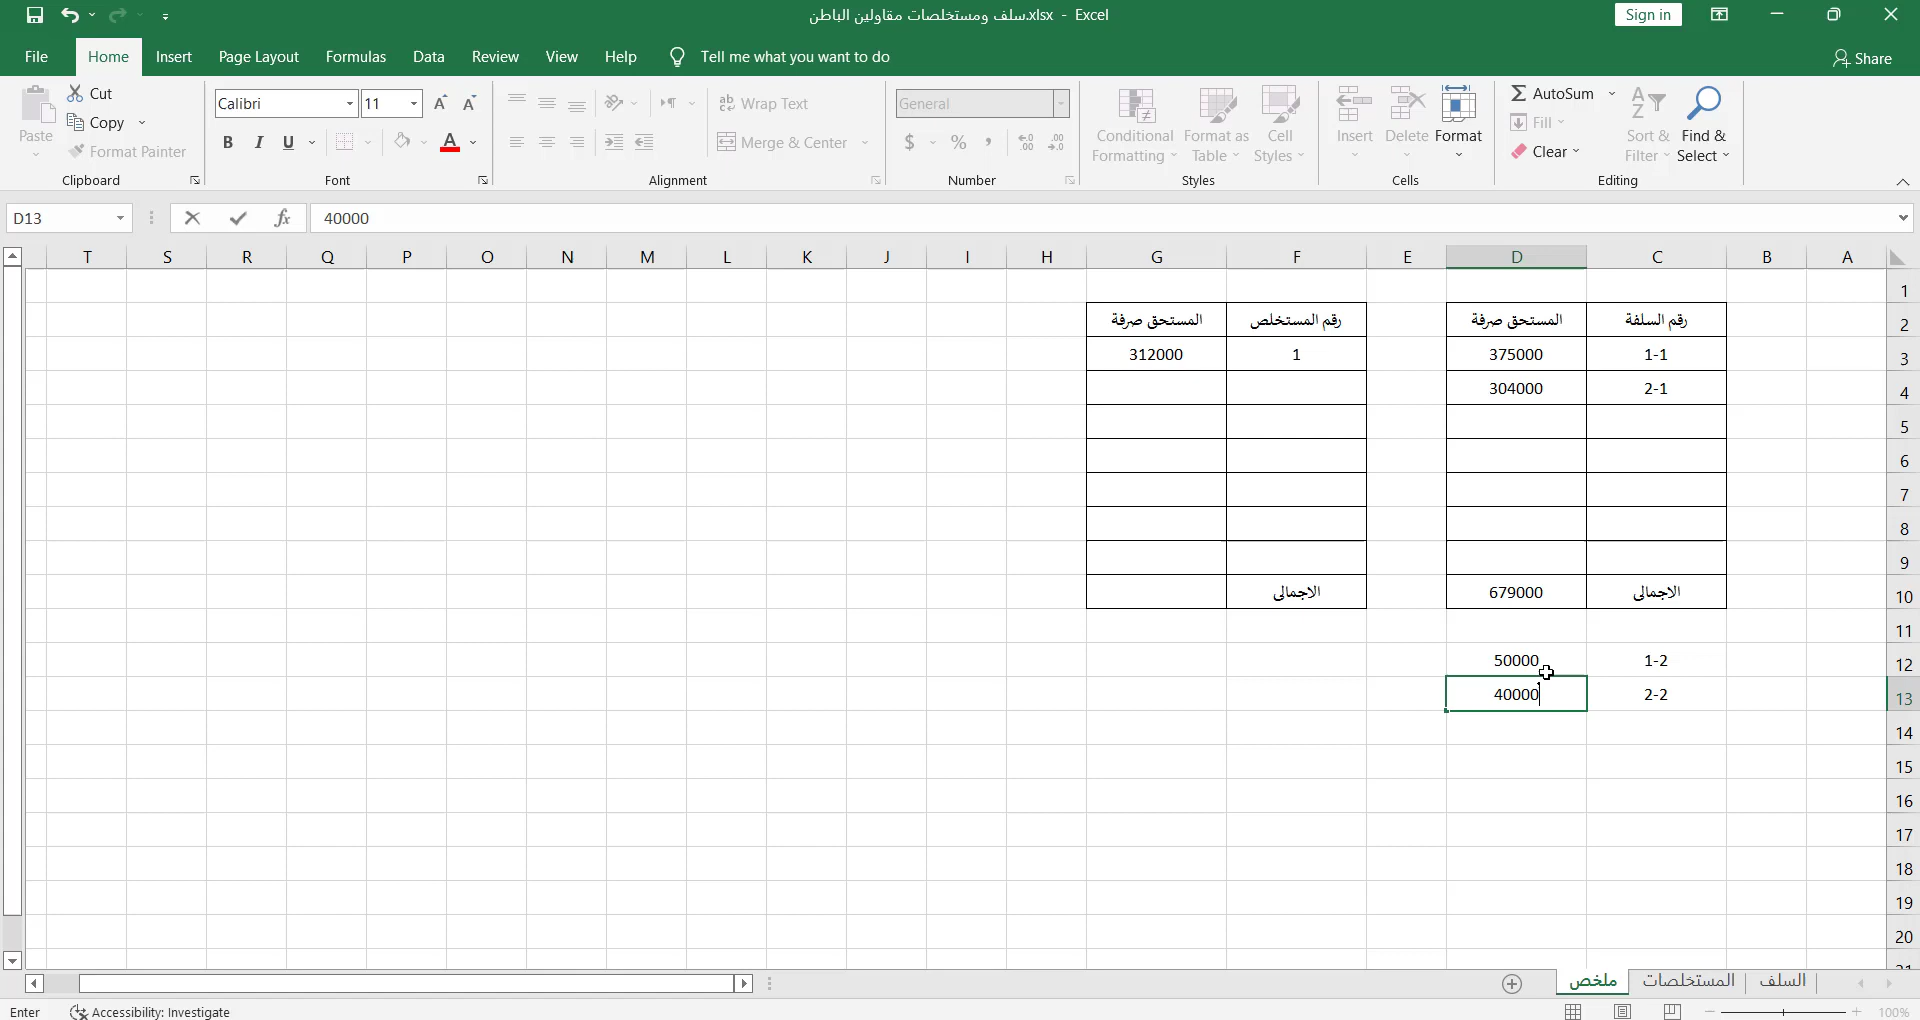 سلف ومستخلصات مقاولين الباطن.xlsx - Excel
Sign in
File Home Insert Page Layout Formulas Data Review View Help Tell me what you want to do
Share
Paste
Cut
Copy
Format Painter
Clipboard
Calibri 11
B I U
Font
Wrap Text
Merge & Center
Alignment
General
$ % ,
Number
Conditional Formatting
Format as Table
Cell Styles
Styles
Insert Delete Format
Cells
AutoSum
Fill
Clear
Sort & Filter
Find & Select
Editing
D13 fx 40000
T S R Q P O N M L K J I H G F E D C B A
1
2 رقم السلفة المستحق صرفة رقم المستخلص المستحق صرفة
3 1-1 375000 1 312000
4 2-1 304000
5
6
7
8
9
10 الاجمالى 679000 الاجمالى
11
12 1-2 50000
13 2-2 40000
14
15
16
17
18
19
20
السلف المستخلصات ملخص
Enter Accessibility: Investigate 100%